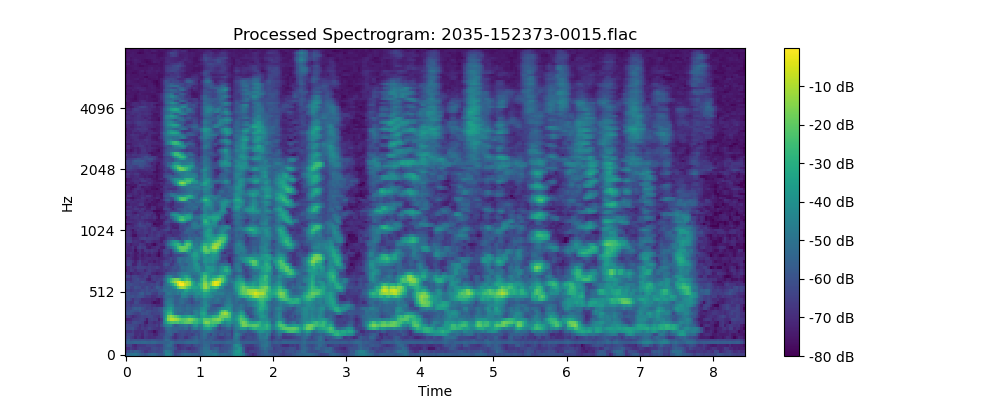 Processed Spectrogram: 2035-152373-0015.flac
Hz
4096
2048
1024
512
0
0 1 2 3 4 5 6 7 8
Time
-10 dB
-20 dB
-30 dB
-40 dB
-50 dB
-60 dB
-70 dB
-80 dB